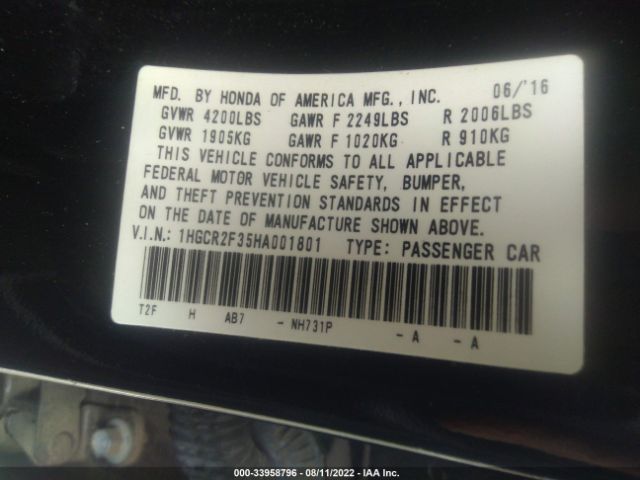 MFD. BY HONDA OF AMERICA MFG., INC. 06/'16
GVWR 4200LBS GAWR F 2249LBS R 2006LBS
GVWR 1905KG GAWR F 1020KG R 910KG
THIS VEHICLE CONFORMS TO ALL APPLICABLE
FEDERAL MOTOR VEHICLE SAFETY, BUMPER,
AND THEFT PREVENTION STANDARDS IN EFFECT
ON THE DATE OF MANUFACTURE SHOWN ABOVE.
V.I.N.: 1HGCR2F35HA001801 TYPE: PASSENGER CAR
T2F H AB7 - NH731P - A - A
000-33958796 - 08/11/2022 - IAA Inc.